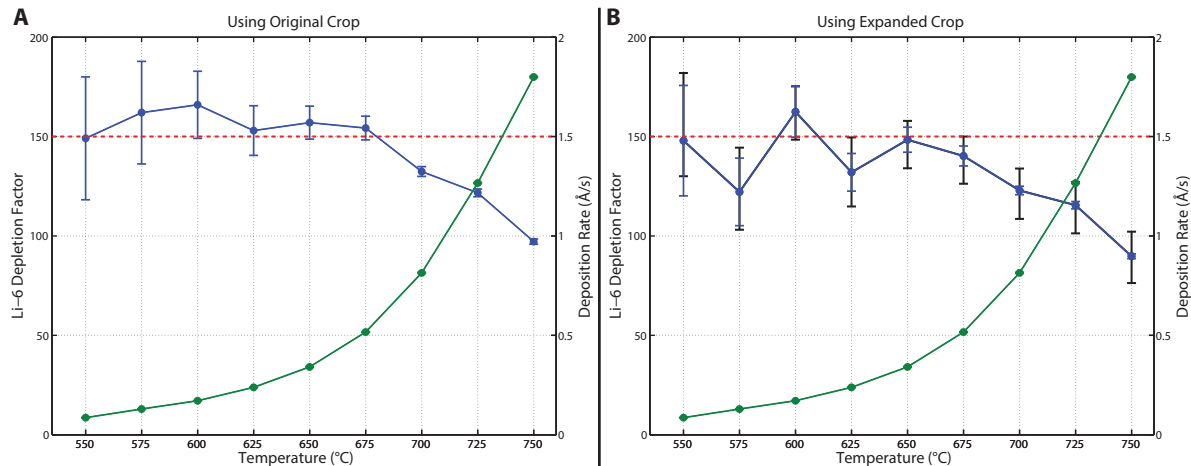 A
Using Original Crop
200
150
100
50
0
Li−6 Depletion Factor
2
1.5
1
0.5
0
Deposition Rate (Å/s)
550 575 600 625 650 675 700 725 750
Temperature (°C)
B
Using Expanded Crop
200
150
100
50
0
Li−6 Depletion Factor
2
1.5
1
0.5
0
Deposition Rate (Å/s)
550 575 600 625 650 675 700 725 750
Temperature (°C)